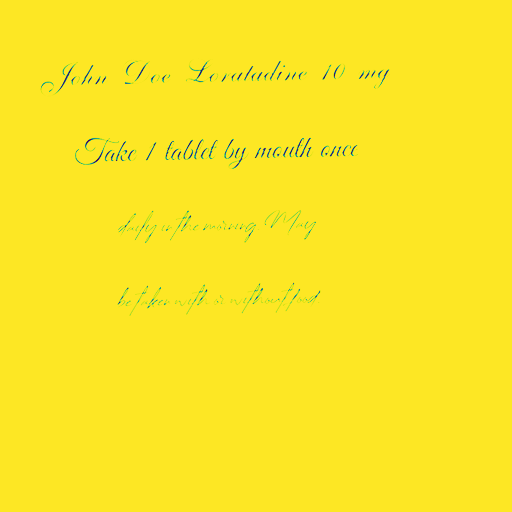 John Doe Loratadine 10 mg
Take 1 tablet by mouth once
daily in the morning May
be taken with or without food